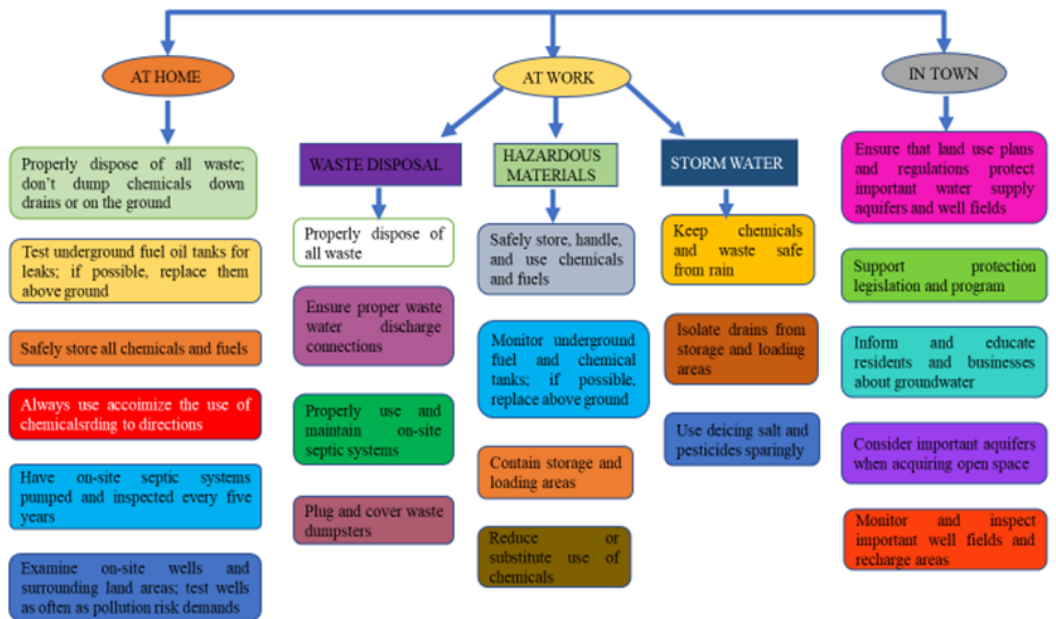 AT HOME
AT WORK
IN TOWN
Properly dispose of all waste;
don't dump chemicals down
drains or on the ground
Test underground fuel oil tanks for
leaks; if possible, replace them
above ground
Safely store all chemicals and fuels
Always use accoimize the use of
chemicalsrding to directions
Have on-site septic systems
pumped and inspected every five
years
Examine on-site wells and
surrounding land areas; test wells
as often as pollution risk demands
WASTE DISPOSAL
Properly dispose of
all waste
Ensure proper waste
water discharge
connections
Properly use and
maintain on-site
septic systems
Plug and cover waste
dumpsters
HAZARDOUS
MATERIALS
Safely store, handle,
and use chemicals
and fuels
Monitor underground
fuel and chemical
tanks; if possible,
replace above ground
Contain storage and
loading areas
Reduce or
substitute use of
chemicals
STORM WATER
Keep chemicals
and waste safe
from rain
Isolate drains from
storage and loading
areas
Use deicing salt and
pesticides sparingly
Ensure that land use plans
and regulations protect
important water supply
aquifers and well fields
Support protection
legislation and program
Inform and educate
residents and businesses
about groundwater
Consider important aquifers
when acquiring open space
Monitor and inspect
important well fields and
recharge areas